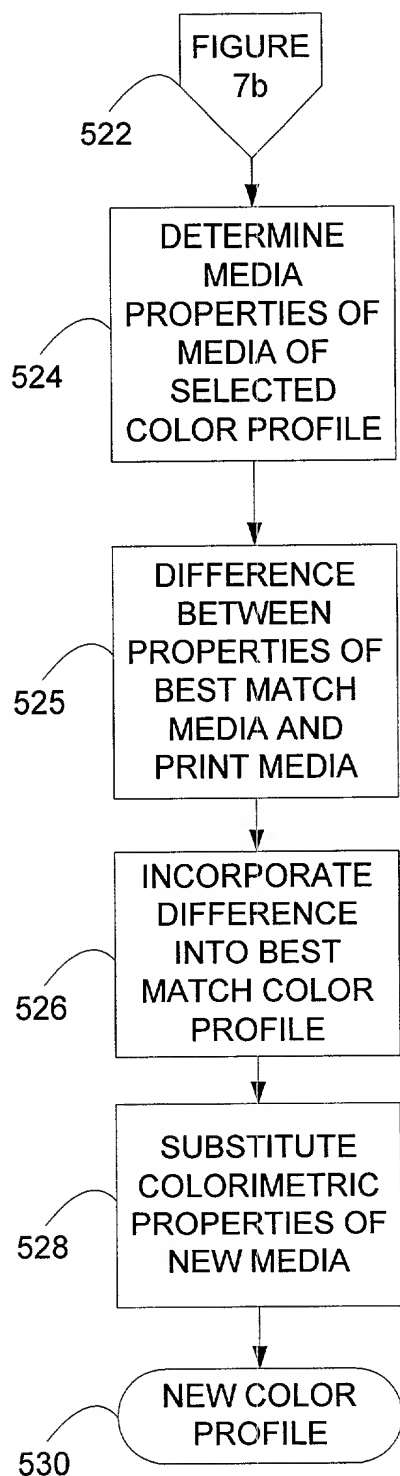 FIGURE
7b
522
DETERMINE
MEDIA
PROPERTIES OF
MEDIA OF
SELECTED
COLOR PROFILE
524
DIFFERENCE
BETWEEN
PROPERTIES OF
BEST MATCH
MEDIA AND
PRINT MEDIA
525
INCORPORATE
DIFFERENCE
INTO BEST
MATCH COLOR
PROFILE
526
SUBSTITUTE
COLORIMETRIC
PROPERTIES OF
NEW MEDIA
528
NEW COLOR
PROFILE
530